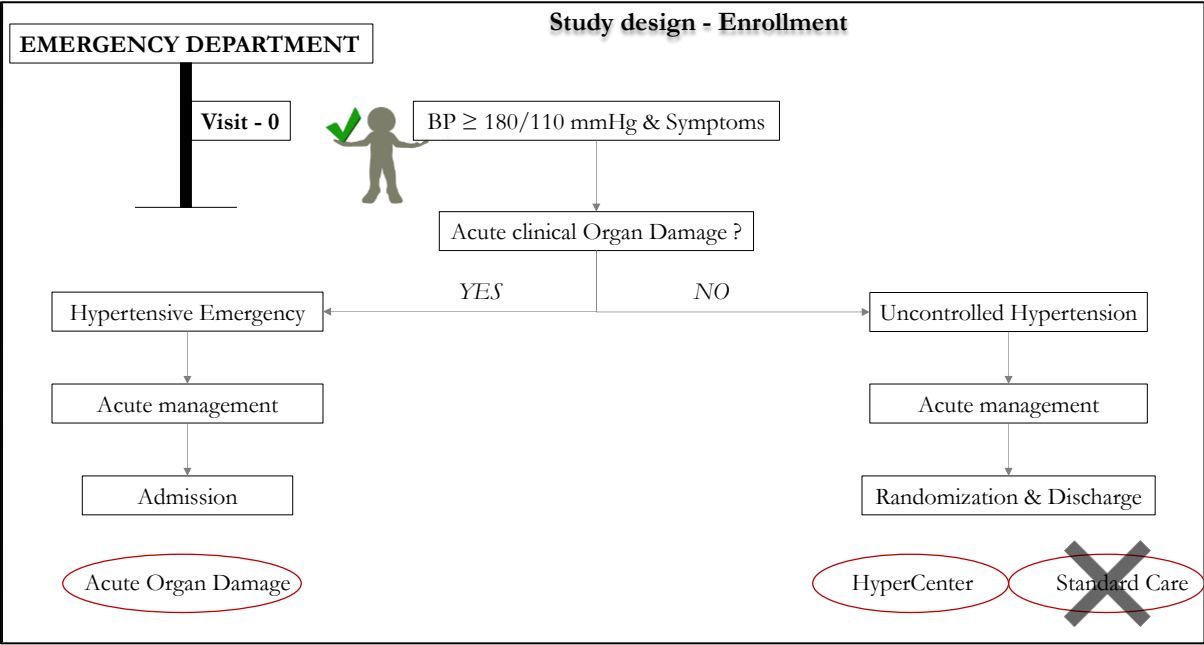 Study design - Enrollment
EMERGENCY DEPARTMENT
Visit - 0
BP ≥ 180/110 mmHg & Symptoms
Acute clinical Organ Damage ?
YES
NO
Hypertensive Emergency
Uncontrolled Hypertension
Acute management
Acute management
Admission
Randomization & Discharge
Acute Organ Damage
HyperCenter
Standard Care